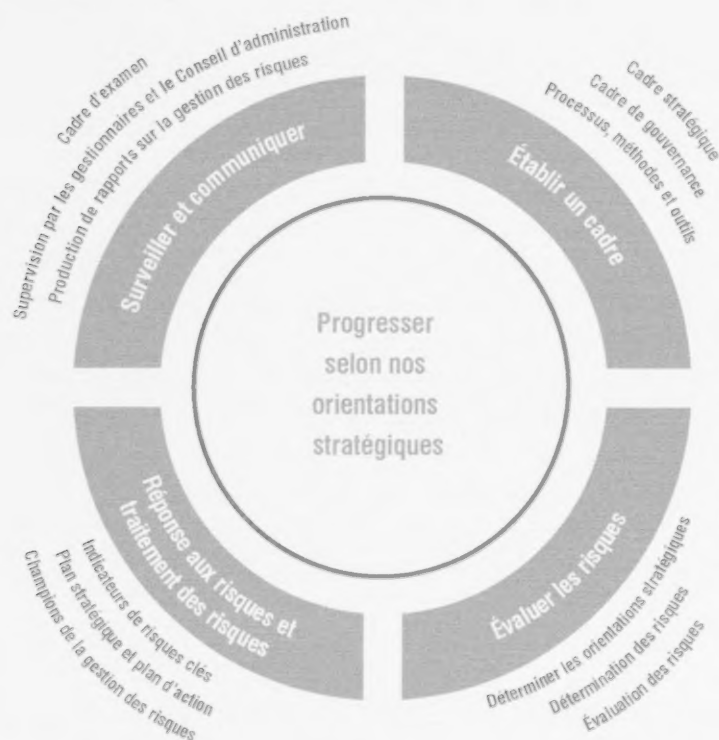 Cadre d'examen
Supervision par les gestionnaires et le Conseil d'administration
Production de rapports sur la gestion des risques
Surveiller et communiquer
Cadre stratégique
Cadre de gouvernance
Processus, méthodes et outils
Établir un cadre
Progresser
selon nos
orientations
stratégiques
Réponse aux risques et
traitement des risques
Indicateurs de risques clés
Plan stratégique et plan d'action
Champions de la gestion des risques
Évaluer les risques
Déterminer les orientations stratégiques
Détermination des risques
Évaluation des risques